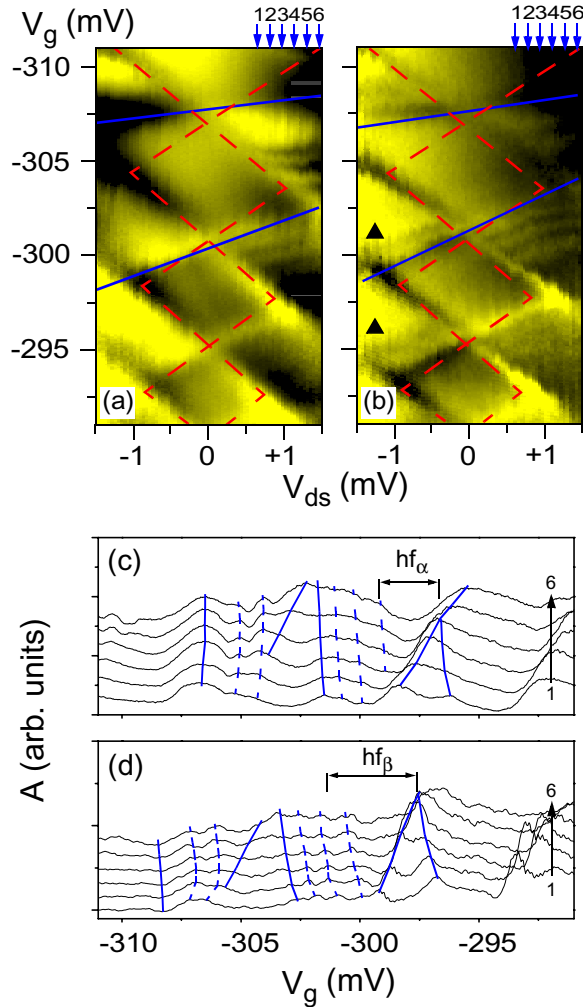 123456 123456
V_g (mV)
-310
-305
-300
-295
(a) (b)
-1 0 +1 -1 0 +1
V_ds (mV)
(c) hf_α 6
1
A (arb. units)
(d) hf_β 6
1
-310 -305 -300 -295
V_g (mV)